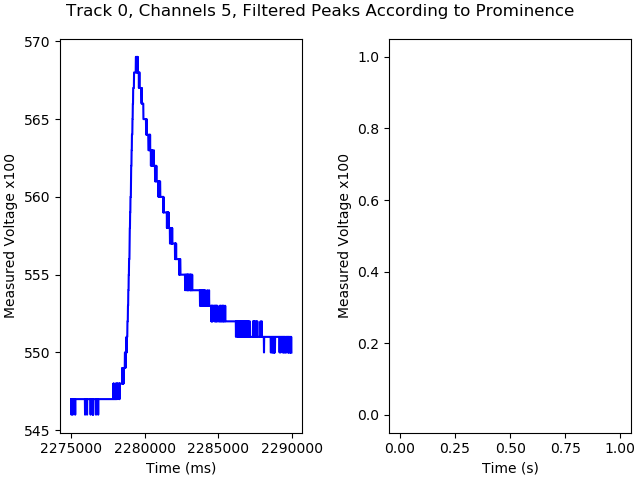 Track 0, Channels 5, Filtered Peaks According to Prominence
570
565
560
555
550
545
Measured Voltage x100
2275000 2280000 2285000 2290000
Time (ms)
1.0
0.8
0.6
0.4
0.2
0.0
Measured Voltage x100
0.00 0.25 0.50 0.75 1.00
Time (s)